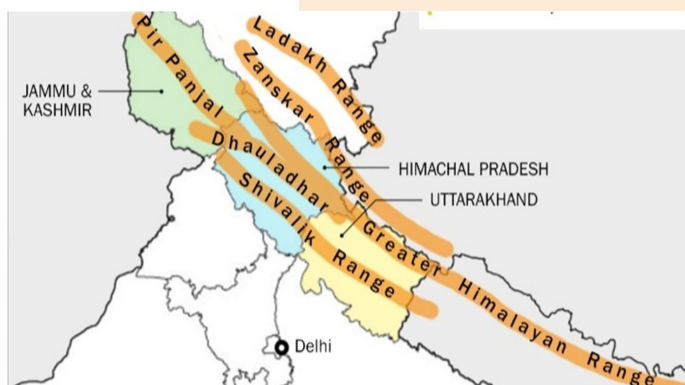 Ladakh Range
Pir Panjal
Zanskar Range
JAMMU &
KASHMIR
Dhauladhar
HIMACHAL PRADESH
Shivalik Range
UTTARAKHAND
Greater Himalayan Range
Delhi